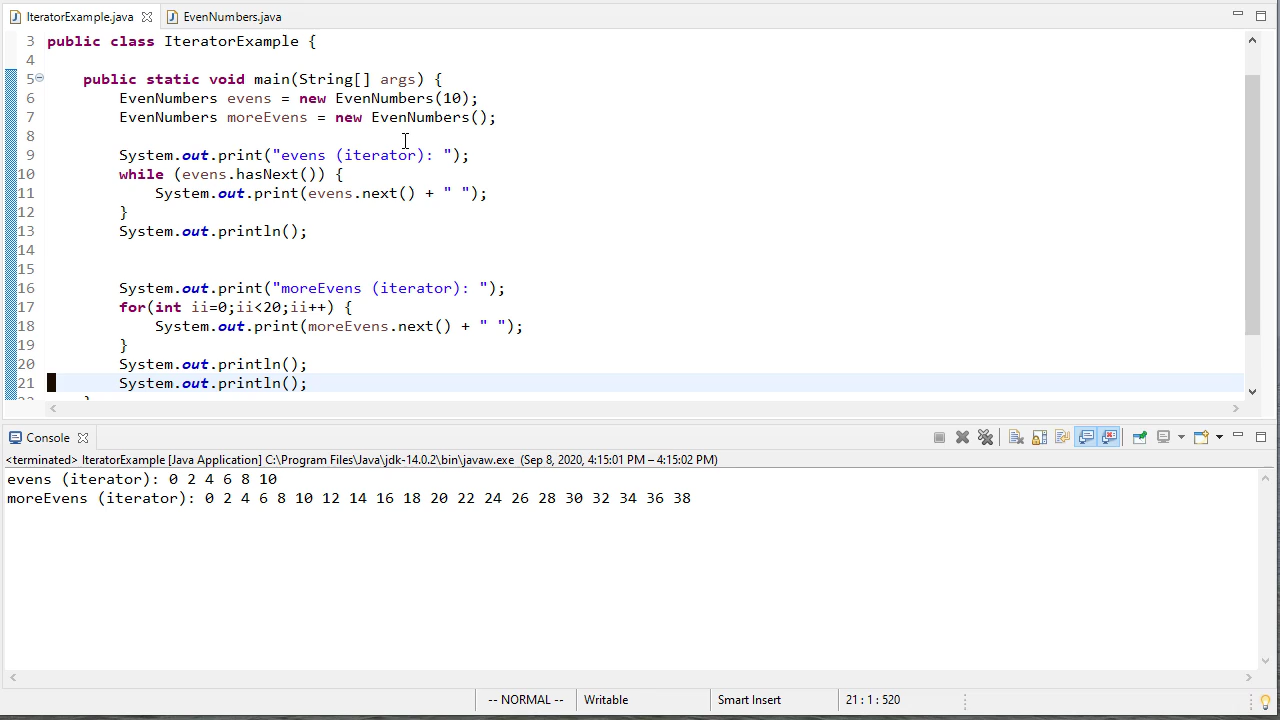 IteratorExample.java EvenNumbers.java
3 public class IteratorExample {
4
5 public static void main(String[] args) {
6 EvenNumbers evens = new EvenNumbers(10);
7 EvenNumbers moreEvens = new EvenNumbers();
8
9 System.out.print("evens (iterator): ");
10 while (evens.hasNext()) {
11 System.out.print(evens.next() + " ");
12 }
13 System.out.println();
14
15
16 System.out.print("moreEvens (iterator): ");
17 for(int ii=0;ii<20;ii++) {
18 System.out.print(moreEvens.next() + " ");
19 }
20 System.out.println();
21 System.out.println();
Console
<terminated> IteratorExample [Java Application] C:\Program Files\Java\jdk-14.0.2\bin\javaw.exe (Sep 8, 2020, 4:15:01 PM – 4:15:02 PM)
evens (iterator): 0 2 4 6 8 10
moreEvens (iterator): 0 2 4 6 8 10 12 14 16 18 20 22 24 26 28 30 32 34 36 38
-- NORMAL -- Writable Smart Insert 21 : 1 : 520